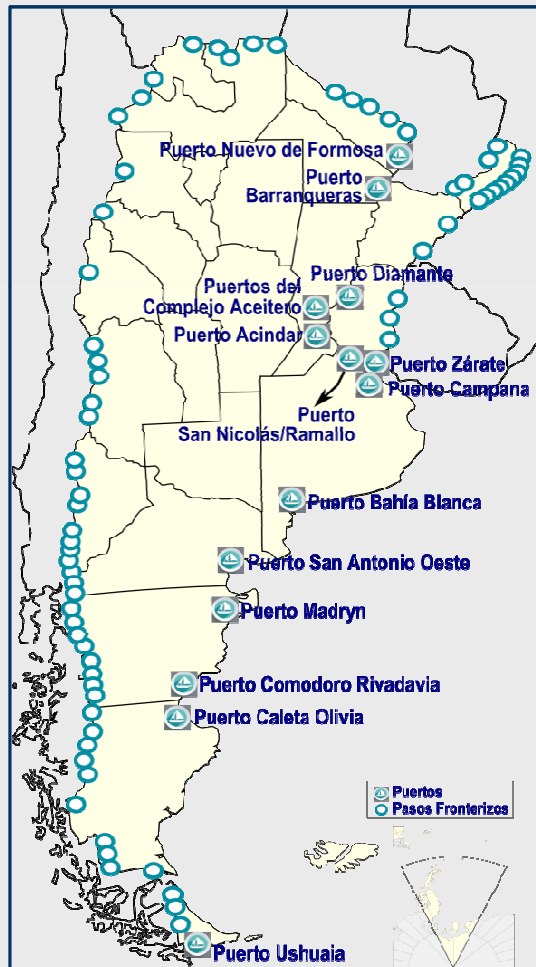 Puerto Nuevo de Formosa
Puerto
Barranqueras
Puerto Diamante
Puertos del
Complejo Aceitero
Puerto Acindar
Puerto Zárate
Puerto Campana
Puerto
San Nicolás/Ramallo
Puerto Bahía Blanca
Puerto San Antonio Oeste
Puerto Madryn
Puerto Comodoro Rivadavia
Puerto Caleta Olivia
Puertos
Pasos Fronterizos
Puerto Ushuaia